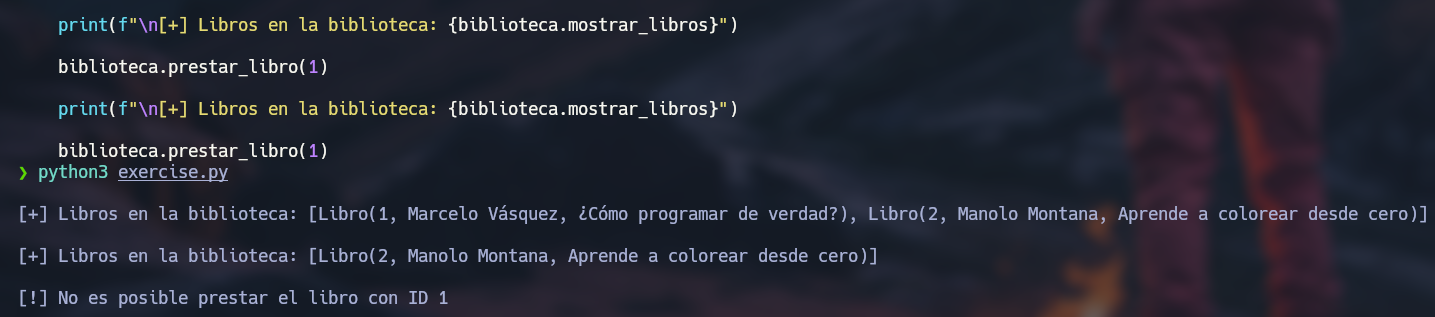 print(f"\n[+] Libros en la biblioteca: {biblioteca.mostrar_libros}")
biblioteca.prestar_libro(1)
print(f"\n[+] Libros en la biblioteca: {biblioteca.mostrar_libros}")
biblioteca.prestar_libro(1)
❯ python3 exercise.py
[+] Libros en la biblioteca: [Libro(1, Marcelo Vásquez, ¿Cómo programar de verdad?), Libro(2, Manolo Montana, Aprende a colorear desde cero)]
[+] Libros en la biblioteca: [Libro(2, Manolo Montana, Aprende a colorear desde cero)]
[!] No es posible prestar el libro con ID 1